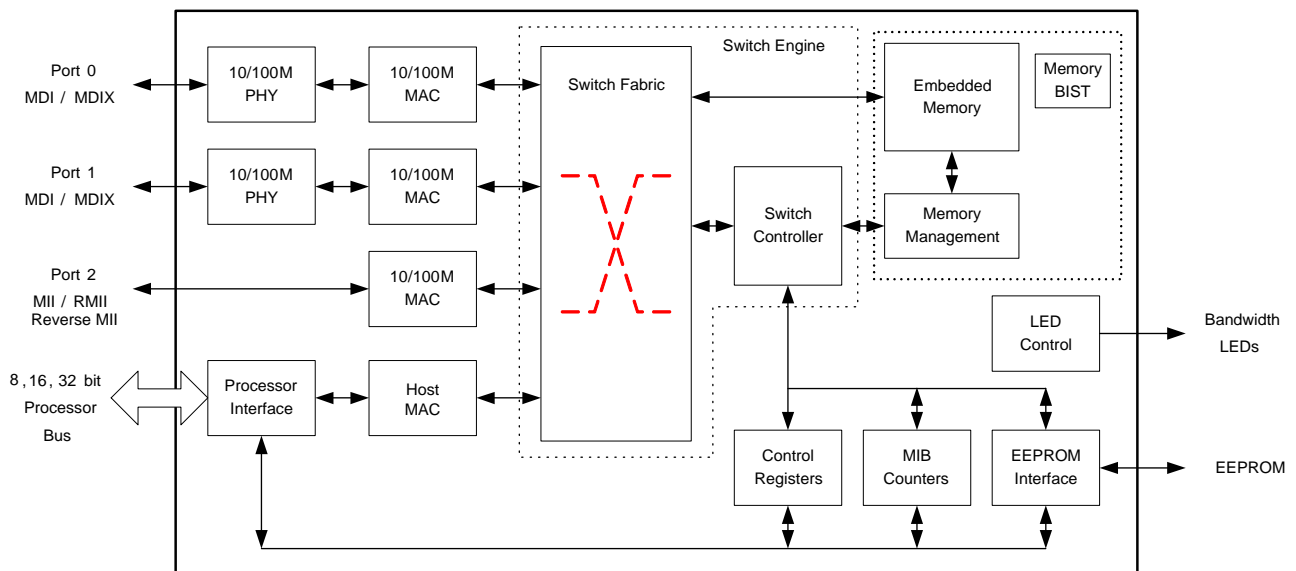 Port 0
MDI / MDIX
10/100M
PHY
10/100M
MAC
Switch Fabric
Switch Engine
Embedded
Memory
Memory
BIST
Port 1
MDI / MDIX
10/100M
PHY
10/100M
MAC
Switch
Controller
Memory
Management
Port 2
MII / RMII
Reverse MII
10/100M
MAC
LED
Control
Bandwidth
LEDs
8,16,32 bit
Processor
Bus
Processor
Interface
Host
MAC
Control
Registers
MIB
Counters
EEPROM
Interface
EEPROM